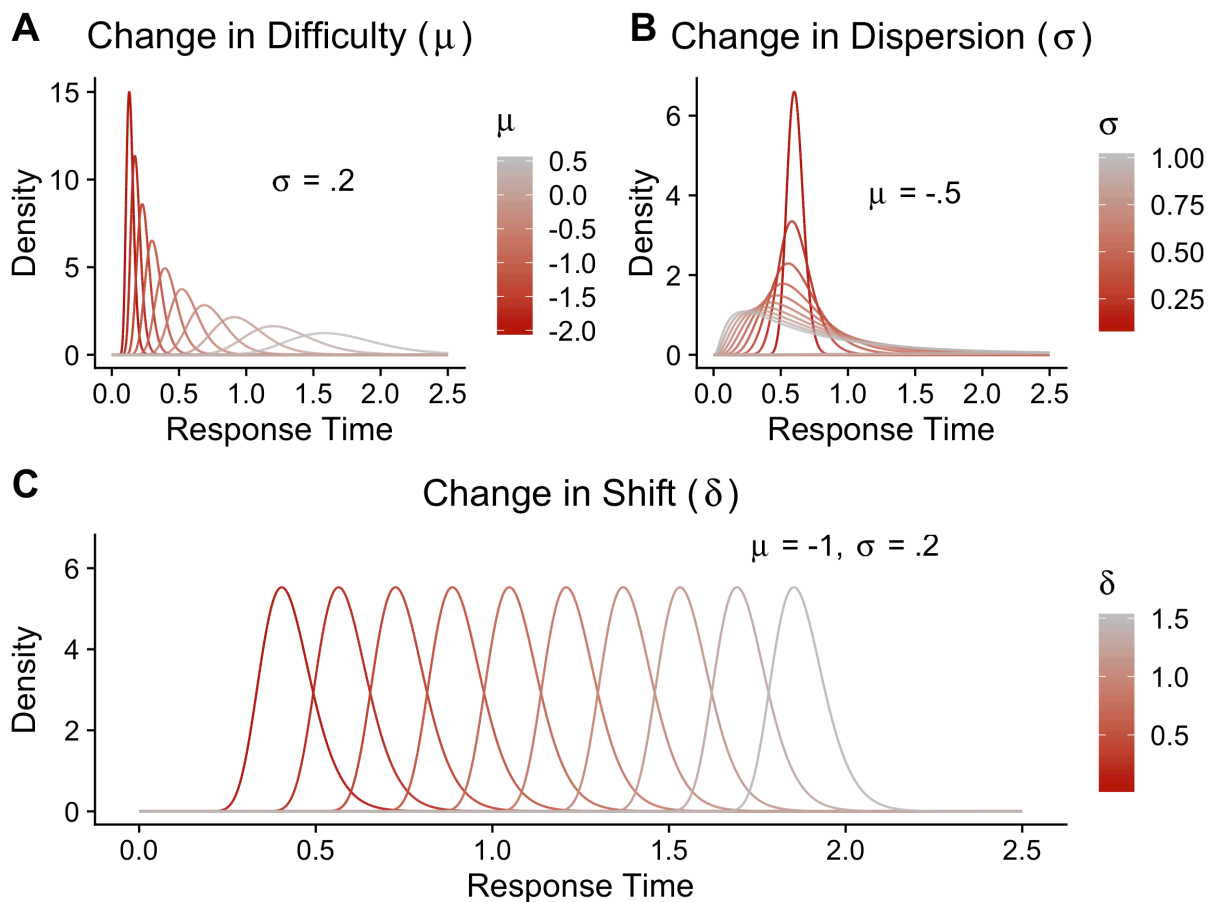 A
Change in Difficulty (μ)
15
10
5
0
Density
σ = .2
0.0 0.5 1.0 1.5 2.0 2.5
Response Time
μ
0.5
0.0
-0.5
-1.0
-1.5
-2.0
B
Change in Dispersion (σ)
6
4
2
0
Density
μ = -.5
0.0 0.5 1.0 1.5 2.0 2.5
Response Time
σ
1.00
0.75
0.50
0.25
C
Change in Shift (δ)
μ = -1, σ = .2
6
4
2
0
Density
0.0 0.5 1.0 1.5 2.0 2.5
Response Time
δ
1.5
1.0
0.5